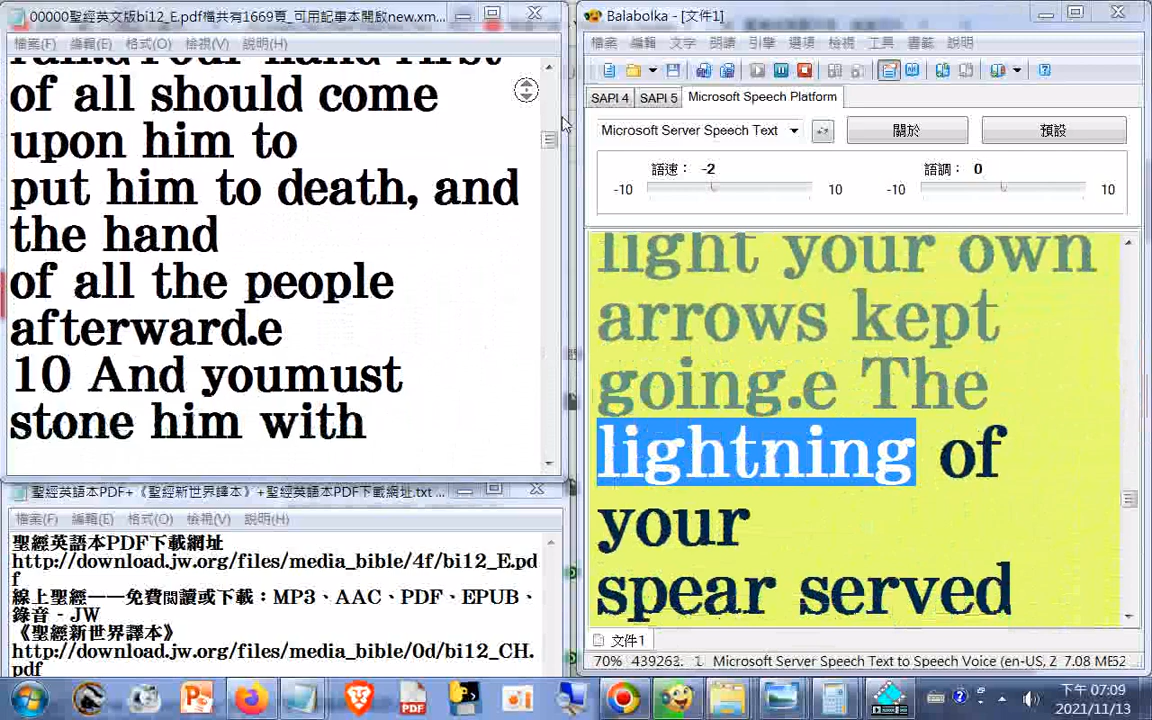 00000聖經英文版bi12_E.pdf檔共有1669頁_可用記事本開啟new.xm...
檔案(F) 編輯(E) 格式(O) 檢視(V) 說明(H)
of all should come
upon him to
put him to death, and
the hand
of all the people
afterward.e
10 And youmust
stone him with
聖經英語本PDF+《聖經新世界譯本》+聖經英語本PDF下載網址.txt ...
檔案(F) 編輯(E) 格式(O) 檢視(V) 說明(H)
聖經英語本PDF下載網址
http://download.jw.org/files/media_bible/4f/bi12_E.pd
f
線上聖經——免費閱讀或下載：MP3、AAC、PDF、EPUB、
錄音 - JW
《聖經新世界譯本》
http://download.jw.org/files/media_bible/0d/bi12_CH.
pdf
Balabolka - [文件1]
檔案 編輯 文字 朗讀 引擎 選項 檢視 工具 書籤 說明
SAPI 4 SAPI 5 Microsoft Speech Platform
Microsoft Server Speech Text 關於 預設
語速： -2 語調： 0
-10 10 -10 10
light your own
arrows kept
going.e The
lightning of
your
spear served
文件1
70% 439263: 1 Microsoft Server Speech Text to Speech Voice (en-US, Z 7.08 ME
下午 07:09
2021/11/13